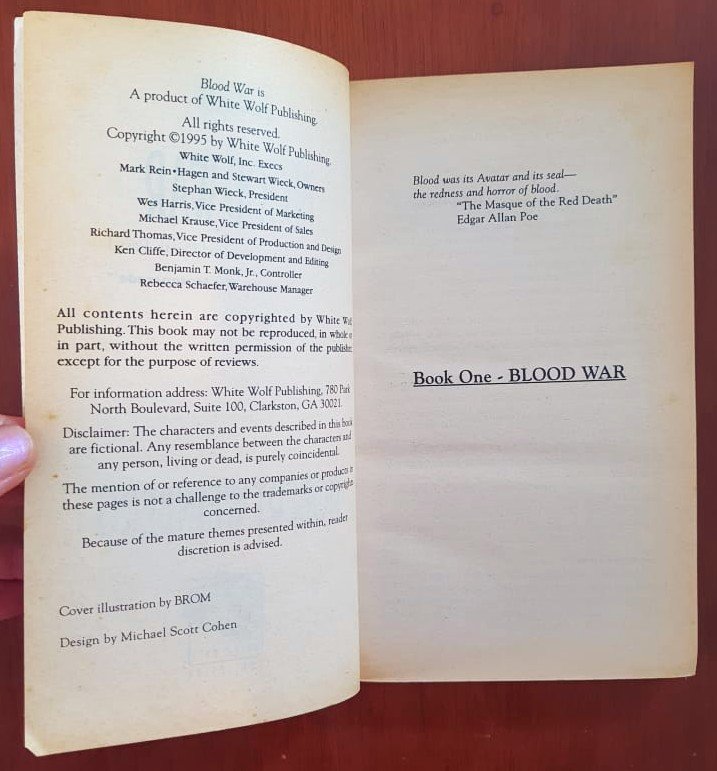 Blood War is
A product of White Wolf Publishing.
All rights reserved.
Copyright ©1995 by White Wolf Publishing.
White Wolf, Inc. Execs
Mark Rein•Hagen and Stewart Wieck, Owners
Stephan Wieck, President
Wes Harris, Vice President of Marketing
Michael Krause, Vice President of Sales
Richard Thomas, Vice President of Production and Design
Ken Cliffe, Director of Development and Editing
Benjamin T. Monk, Jr., Controller
Rebecca Schaefer, Warehouse Manager
All contents herein are copyrighted by White Wolf
Publishing. This book may not be reproduced, in whole or
in part, without the written permission of the publisher,
except for the purpose of reviews.
For information address: White Wolf Publishing, 780 Park
North Boulevard, Suite 100, Clarkston, GA 30021.
Disclaimer: The characters and events described in this book
are fictional. Any resemblance between the characters and
any person, living or dead, is purely coincidental.
The mention of or reference to any companies or products in
these pages is not a challenge to the trademarks or copyrights
concerned.
Because of the mature themes presented within, reader
discretion is advised.
Cover illustration by BROM
Design by Michael Scott Cohen
Blood was its Avatar and its seal—
the redness and horror of blood.
"The Masque of the Red Death"
Edgar Allan Poe
Book One - BLOOD WAR